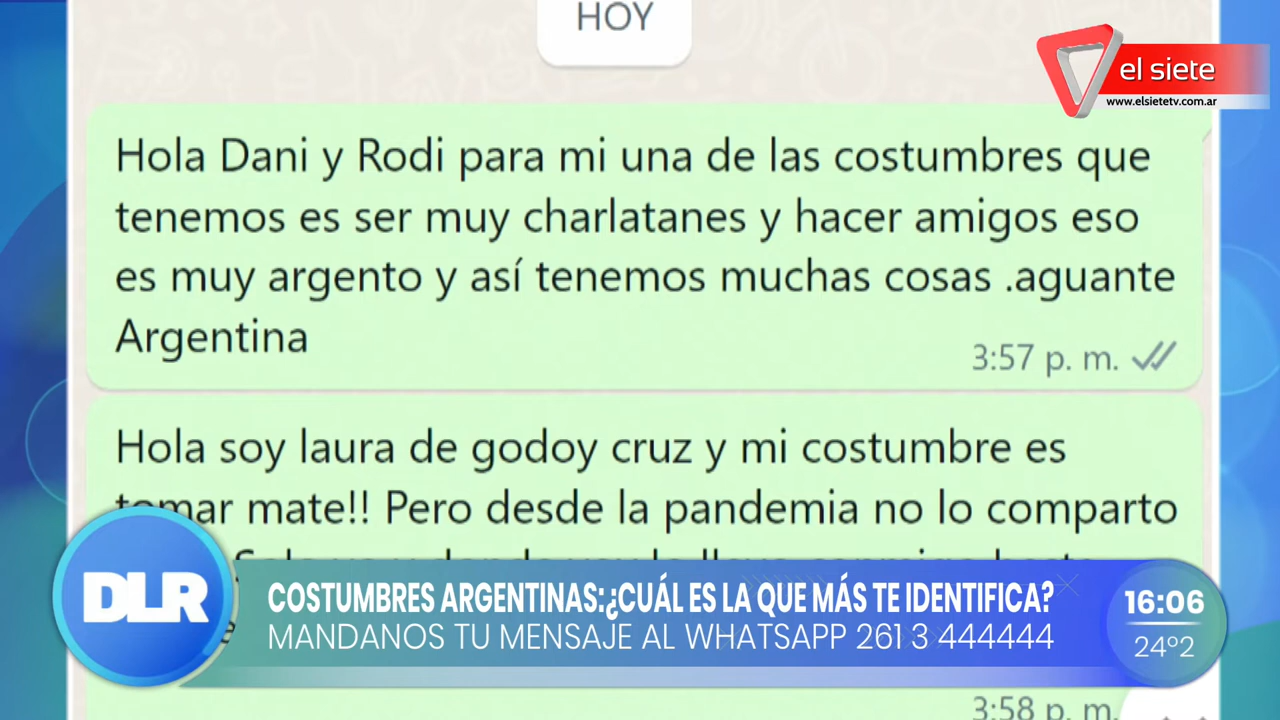 HOY
el siete
www.elsietetv.com.ar
Hola Dani y Rodi para mi una de las costumbres que
tenemos es ser muy charlatanes y hacer amigos eso
es muy argento y así tenemos muchas cosas .aguante
Argentina
3:57 p. m.
Hola soy laura de godoy cruz y mi costumbre es
tomar mate!! Pero desde la pandemia no lo comparto
DLR
COSTUMBRES ARGENTINAS:¿CUÁL ES LA QUE MÁS TE IDENTIFICA?
MANDANOS TU MENSAJE AL WHATSAPP 261 3 444444
16:06
24º2
3:58 p. m.